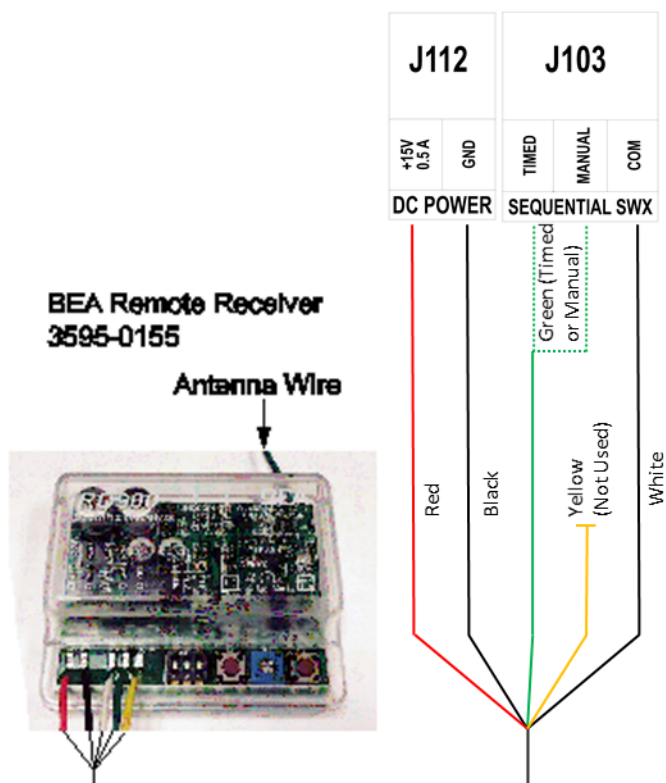 J112
J103
+15V
0.5 A
GND
TIMED
MANUAL
COM
DC POWER
SEQUENTIAL SWX
Green (Timed
or Manual)
BEA Remote Receiver
3595-0155
Antenna Wire
Red
Black
Yellow
(Not Used)
White